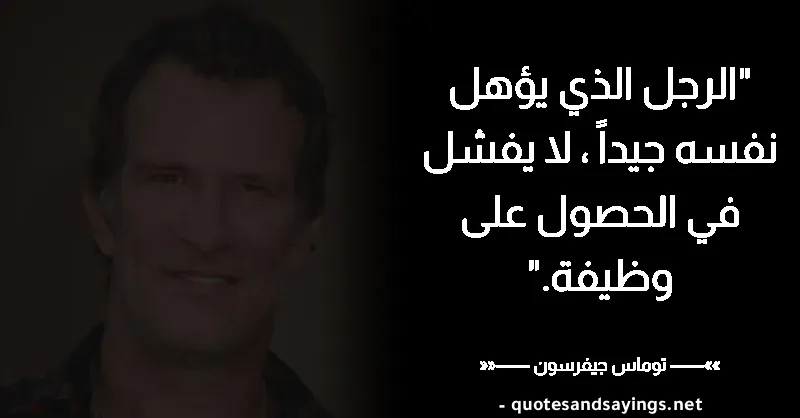 "الرجل الذي يؤهل
نفسه جيداً ، لا يفشل
في الحصول على
وظيفة."
»»—— توماس جيفرسون ——««
- quotesandsayings.net